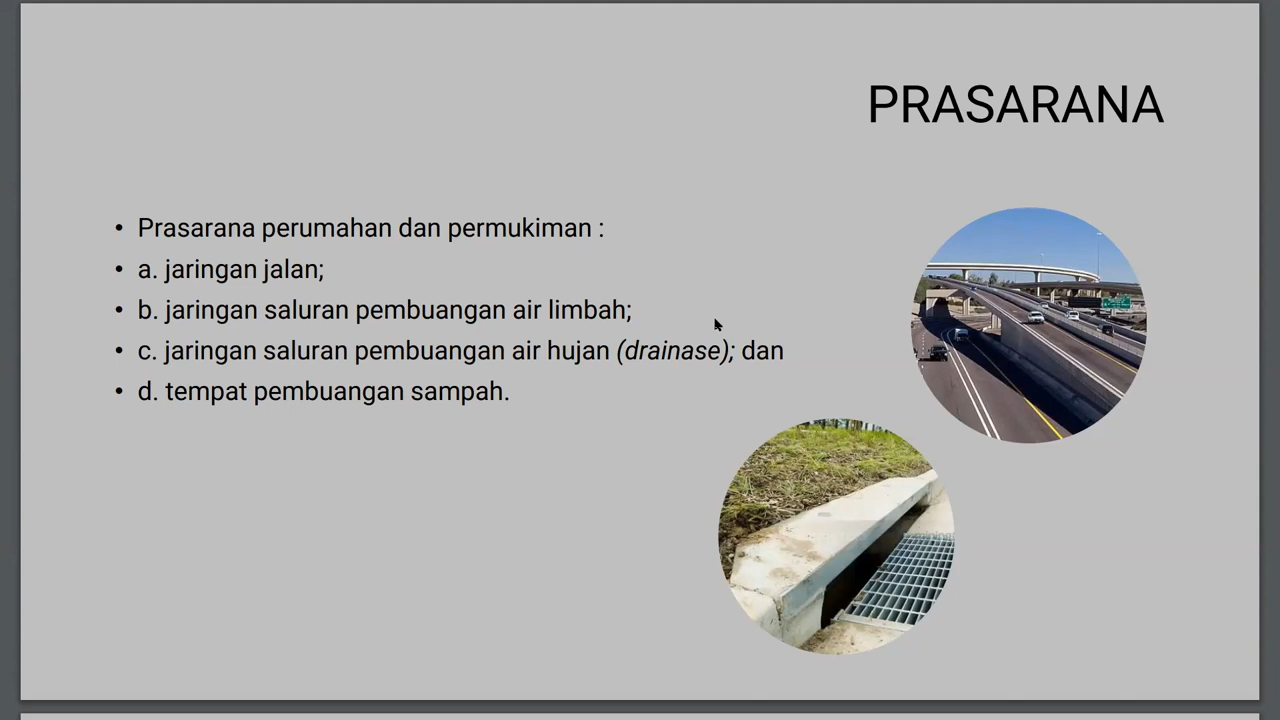 PRASARANA
• Prasarana perumahan dan permukiman :
• a. jaringan jalan;
• b. jaringan saluran pembuangan air limbah;
• c. jaringan saluran pembuangan air hujan (drainase); dan
• d. tempat pembuangan sampah.